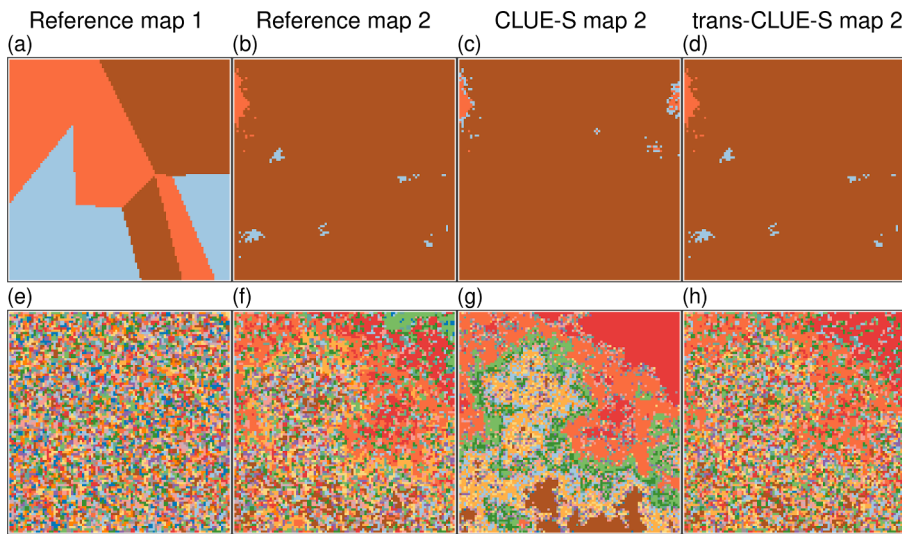 Reference map 1
Reference map 2
CLUE-S map 2
trans-CLUE-S map 2
(a)
(b)
(c)
(d)
(e)
(f)
(g)
(h)